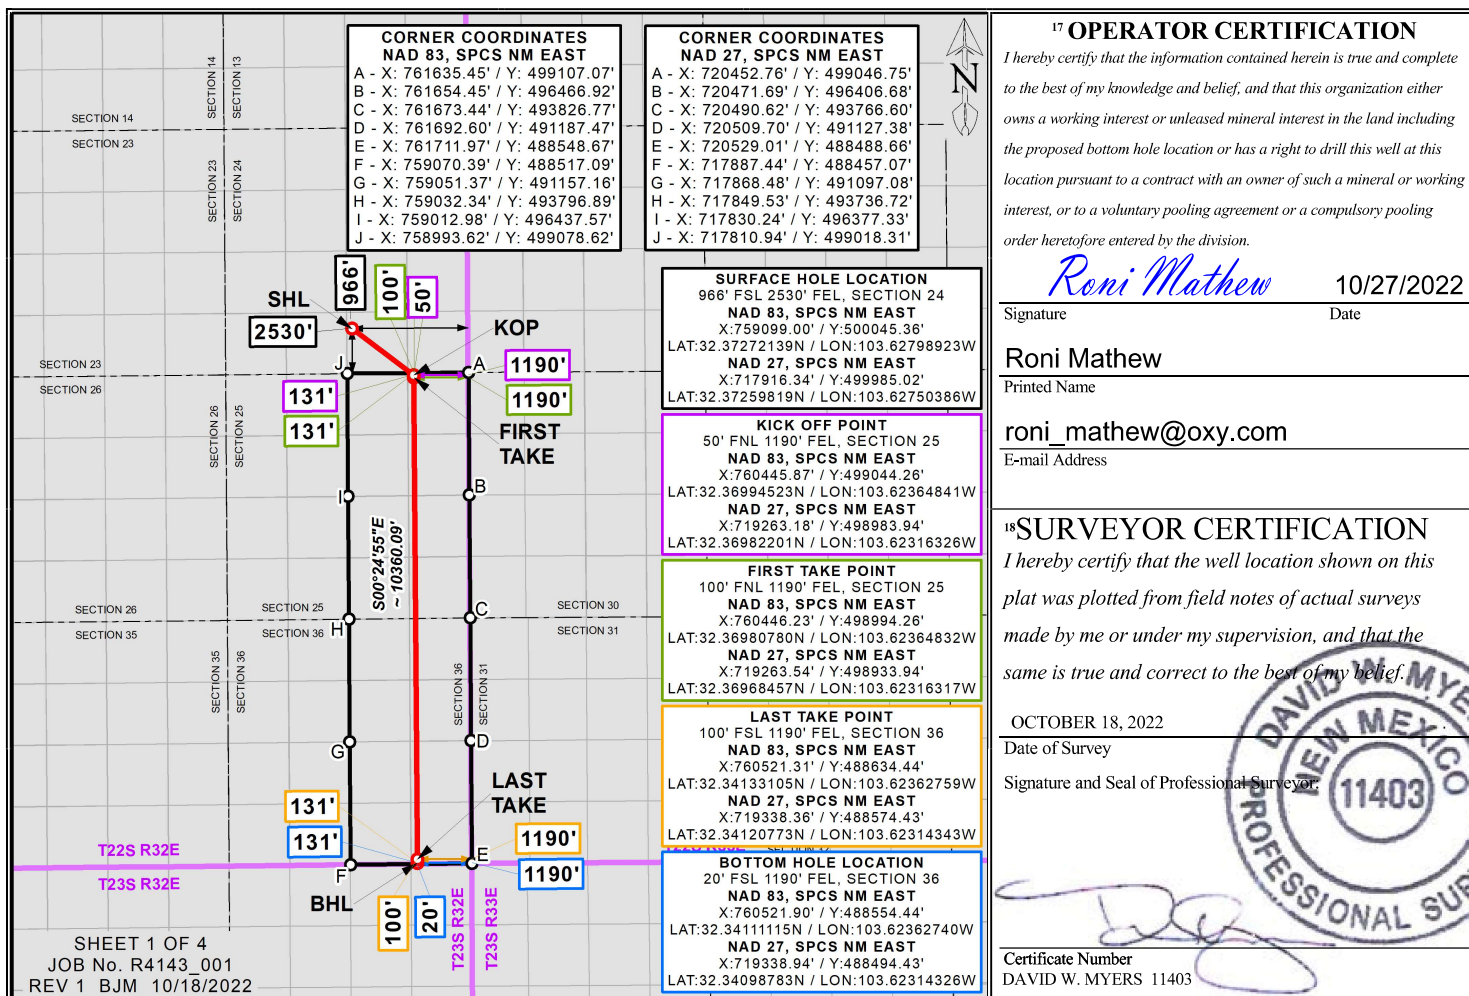 CORNER COORDINATES
NAD 83, SPCS NM EAST
A - X: 761635.45' / Y: 499107.07'
B - X: 761654.45' / Y: 496466.92'
C - X: 761673.44' / Y: 493826.77'
D - X: 761692.60' / Y: 491187.47'
E - X: 761711.97' / Y: 488548.67'
F - X: 759070.39' / Y: 488517.09'
G - X: 759051.37' / Y: 491157.16'
H - X: 759032.34' / Y: 493796.89'
I - X: 759012.98' / Y: 496437.57'
J - X: 758993.62' / Y: 499078.62'
CORNER COORDINATES
NAD 27, SPCS NM EAST
A - X: 720452.76' / Y: 499046.75'
B - X: 720471.69' / Y: 496406.68'
C - X: 720490.62' / Y: 493766.60'
D - X: 720509.70' / Y: 491127.38'
E - X: 720529.01' / Y: 488488.66'
F - X: 717887.44' / Y: 488457.07'
G - X: 717868.48' / Y: 491097.08'
H - X: 717849.53' / Y: 493736.72'
I - X: 717830.24' / Y: 496377.33'
J - X: 717810.94' / Y: 499018.31'
N
SECTION 14
SECTION 13
SECTION 14
SECTION 23
SECTION 23
SECTION 24
966'
100'
50'
SHL
2530'
KOP
J
A
1190'
1190'
131'
131'
FIRST
TAKE
SECTION 23
SECTION 26
SECTION 26
SECTION 25
I
B
S00°24'55"E
~ 10360.09'
SECTION 26
SECTION 35
SECTION 25
SECTION 36
H
C
SECTION 30
SECTION 31
SECTION 35
SECTION 36
SECTION 36
SECTION 31
G
D
LAST
TAKE
131'
131'
1190'
1190'
T22S R32E
T23S R32E
F
E
BHL
100'
20'
T23S R32E
T23S R33E
SHEET 1 OF 4
JOB No. R4143_001
REV 1 BJM 10/18/2022
SURFACE HOLE LOCATION
966' FSL 2530' FEL, SECTION 24
NAD 83, SPCS NM EAST
X:759099.00' / Y:500045.36'
LAT:32.37272139N / LON:103.62798923W
NAD 27, SPCS NM EAST
X:717916.34' / Y:499985.02'
LAT:32.37259819N / LON:103.62750386W
KICK OFF POINT
50' FNL 1190' FEL, SECTION 25
NAD 83, SPCS NM EAST
X:760445.87' / Y:499044.26'
LAT:32.36994523N / LON:103.62364841W
NAD 27, SPCS NM EAST
X:719263.18' / Y:498983.94'
LAT:32.36982201N / LON:103.62316326W
FIRST TAKE POINT
100' FNL 1190' FEL, SECTION 25
NAD 83, SPCS NM EAST
X:760446.23' / Y:498994.26'
LAT:32.36980780N / LON:103.62364832W
NAD 27, SPCS NM EAST
X:719263.54' / Y:498933.94'
LAT:32.36968457N / LON:103.62316317W
LAST TAKE POINT
100' FSL 1190' FEL, SECTION 36
NAD 83, SPCS NM EAST
X:760521.31' / Y:488634.44'
LAT:32.34133105N / LON:103.62362759W
NAD 27, SPCS NM EAST
X:719338.36' / Y:488574.43'
LAT:32.34120773N / LON:103.62314343W
BOTTOM HOLE LOCATION
20' FSL 1190' FEL, SECTION 36
NAD 83, SPCS NM EAST
X:760521.90' / Y:488554.44'
LAT:32.34111115N / LON:103.62362740W
NAD 27, SPCS NM EAST
X:719338.94' / Y:488494.43'
LAT:32.34098783N / LON:103.62314326W
17 OPERATOR CERTIFICATION
I hereby certify that the information contained herein is true and complete
to the best of my knowledge and belief, and that this organization either
owns a working interest or unleased mineral interest in the land including
the proposed bottom hole location or has a right to drill this well at this
location pursuant to a contract with an owner of such a mineral or working
interest, or to a voluntary pooling agreement or a compulsory pooling
order heretofore entered by the division.
Roni Mathew 10/27/2022
Signature Date
Roni Mathew
Printed Name
roni_mathew@oxy.com
E-mail Address
18 SURVEYOR CERTIFICATION
I hereby certify that the well location shown on this
plat was plotted from field notes of actual surveys
made by me or under my supervision, and that the
same is true and correct to the best of my belief.
OCTOBER 18, 2022
Date of Survey
Signature and Seal of Professional Surveyor:
DAVID W. MYE
NEW MEXICO
11403
PROFESSIONAL SU
Certificate Number
DAVID W. MYERS 11403